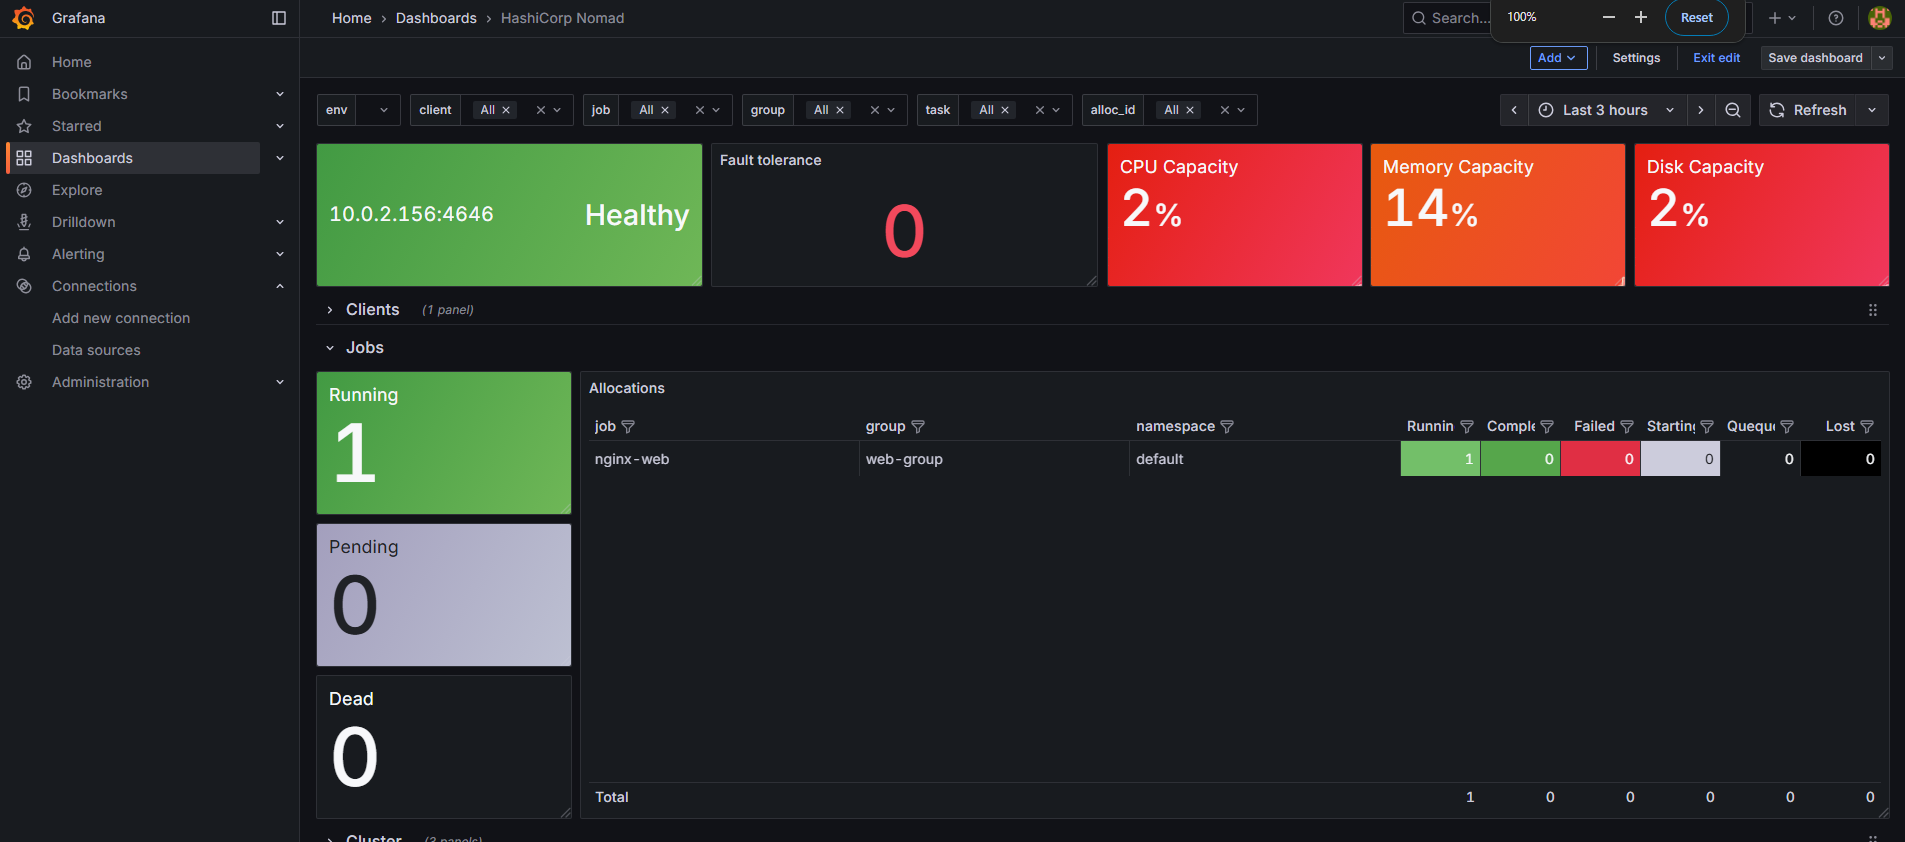 Grafana
Home › Dashboards › HashiCorp Nomad
Search...
100%
Reset
Add
Settings
Exit edit
Save dashboard
Home
Bookmarks
Starred
Dashboards
Explore
Drilldown
Alerting
Connections
Add new connection
Data sources
Administration
env
client All
job All
group All
task All
alloc_id All
Last 3 hours
Refresh
10.0.2.156:4646 Healthy
Fault tolerance
0
CPU Capacity
2%
Memory Capacity
14%
Disk Capacity
2%
Clients (1 panel)
Jobs
Running
1
Pending
0
Dead
0
Allocations
job group namespace Runnin Comple Failed Starting Queque Lost
nginx-web web-group default 1 0 0 0 0 0
Total 1 0 0 0 0 0
Cluster (3 panels)